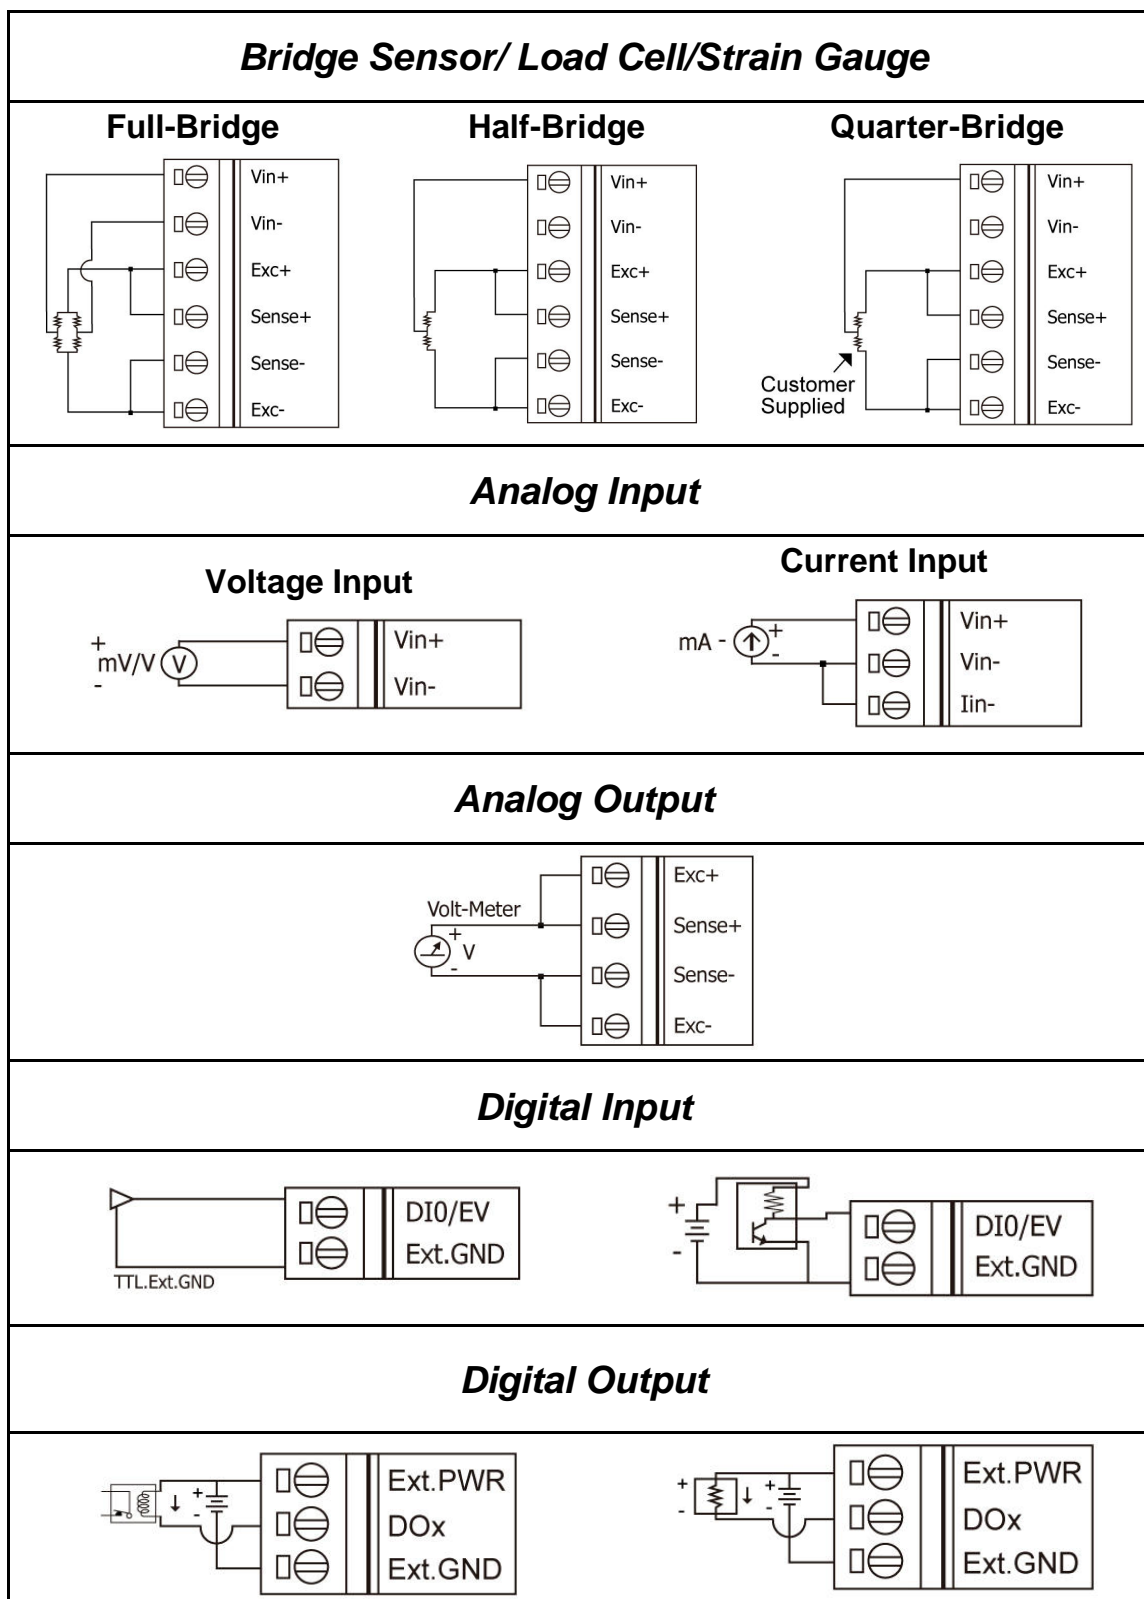 Bridge Sensor/ Load Cell/Strain Gauge
Full-Bridge
Half-Bridge
Quarter-Bridge
Vin+
Vin-
Exc+
Sense+
Sense-
Exc-
Vin+
Vin-
Exc+
Sense+
Sense-
Exc-
Customer
Supplied
Vin+
Vin-
Exc+
Sense+
Sense-
Exc-
Analog Input
Voltage Input
Current Input
+
mV/V V
-
Vin+
Vin-
mA - +
-
Vin+
Vin-
Iin-
Analog Output
Volt-Meter
+
V
-
Exc+
Sense+
Sense-
Exc-
Digital Input
TTL.Ext.GND
DI0/EV
Ext.GND
+
-
DI0/EV
Ext.GND
Digital Output
+
-
Ext.PWR
DOx
Ext.GND
+
-
+
-
Ext.PWR
DOx
Ext.GND